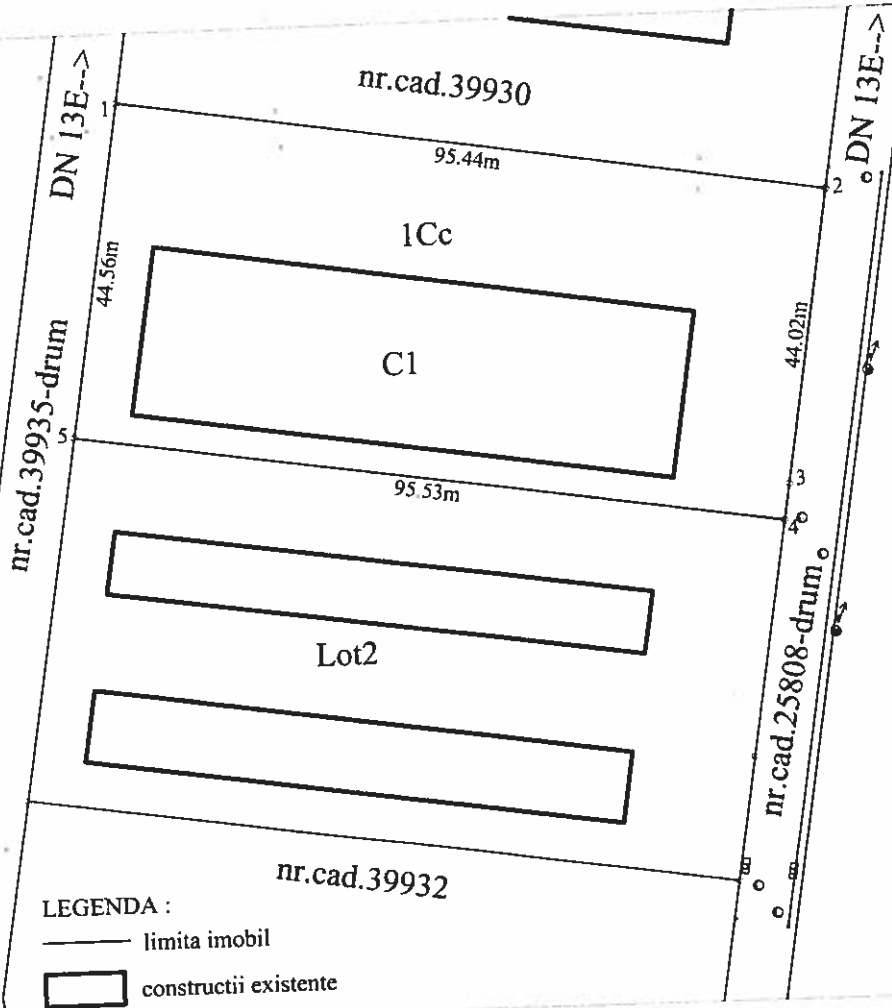 nr.cad.39930
DN 13E-->
DN 13E-->
1
95.44m
2
1Cc
44.56m
44.02m
C1
nr.cad.39935-drum
5
95.53m
3
4
Lot2
nr.cad.25808-drum
nr.cad.39932
LEGENDA :
limita imobil
constructii existente